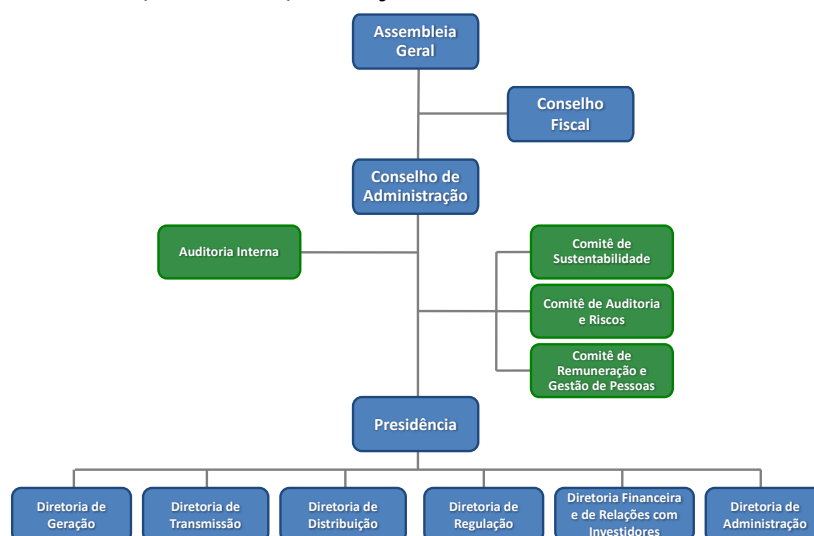 Assembleia
Geral
Conselho
Fiscal
Conselho de
Administração
Auditoria Interna
Comitê de
Sustentabilidade
Comitê de Auditoria
e Riscos
Comitê de
Remuneração e
Gestão de Pessoas
Presidência
Diretoria de
Geração
Diretoria de
Transmissão
Diretoria de
Distribuição
Diretoria de
Regulação
Diretoria Financeira
e de Relações com
Investidores
Diretoria de
Administração